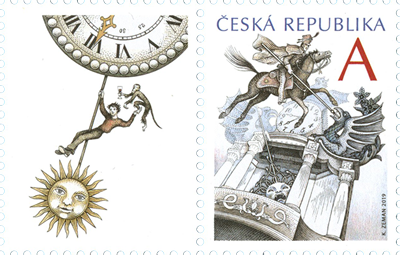 ČESKÁ REPUBLIKA
A
K. ZEMAN 2019